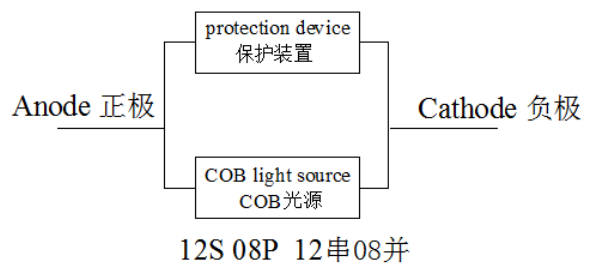 protection device
保护装置
Anode 正极
Cathode 负极
COB light source
COB光源
12S 08P 12串08并